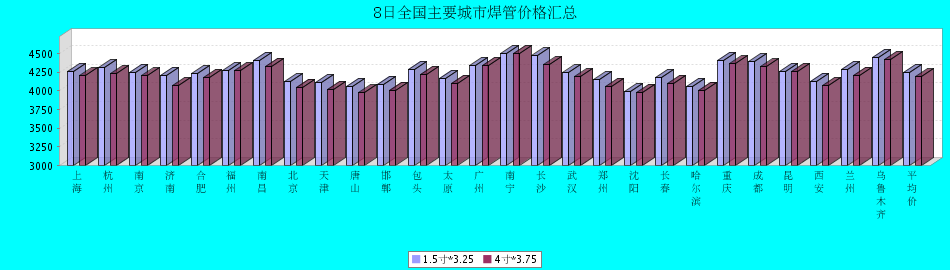 8日全国主要城市焊管价格汇总
4500
4250
4000
3750
3500
3250
3000
上海
杭州
南京
济南
合肥
福州
南昌
北京
天津
唐山
邯郸
包头
太原
广州
南宁
长沙
武汉
郑州
沈阳
长春
哈尔滨
重庆
成都
昆明
西安
兰州
乌鲁木齐
平均价
1.5寸*3.25
4寸*3.75